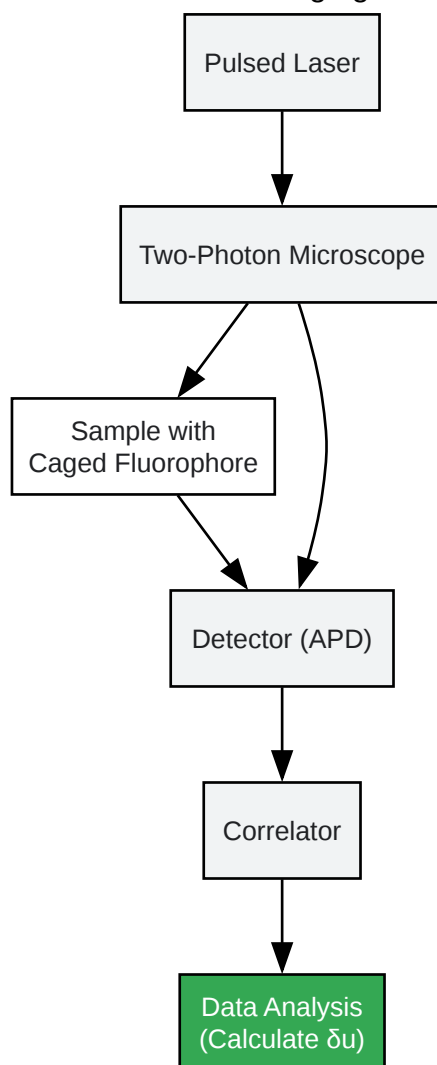 Pulsed Laser
Two-Photon Microscope
Sample with
Caged Fluorophore
Detector (APD)
Correlator
Data Analysis
(Calculate δu)